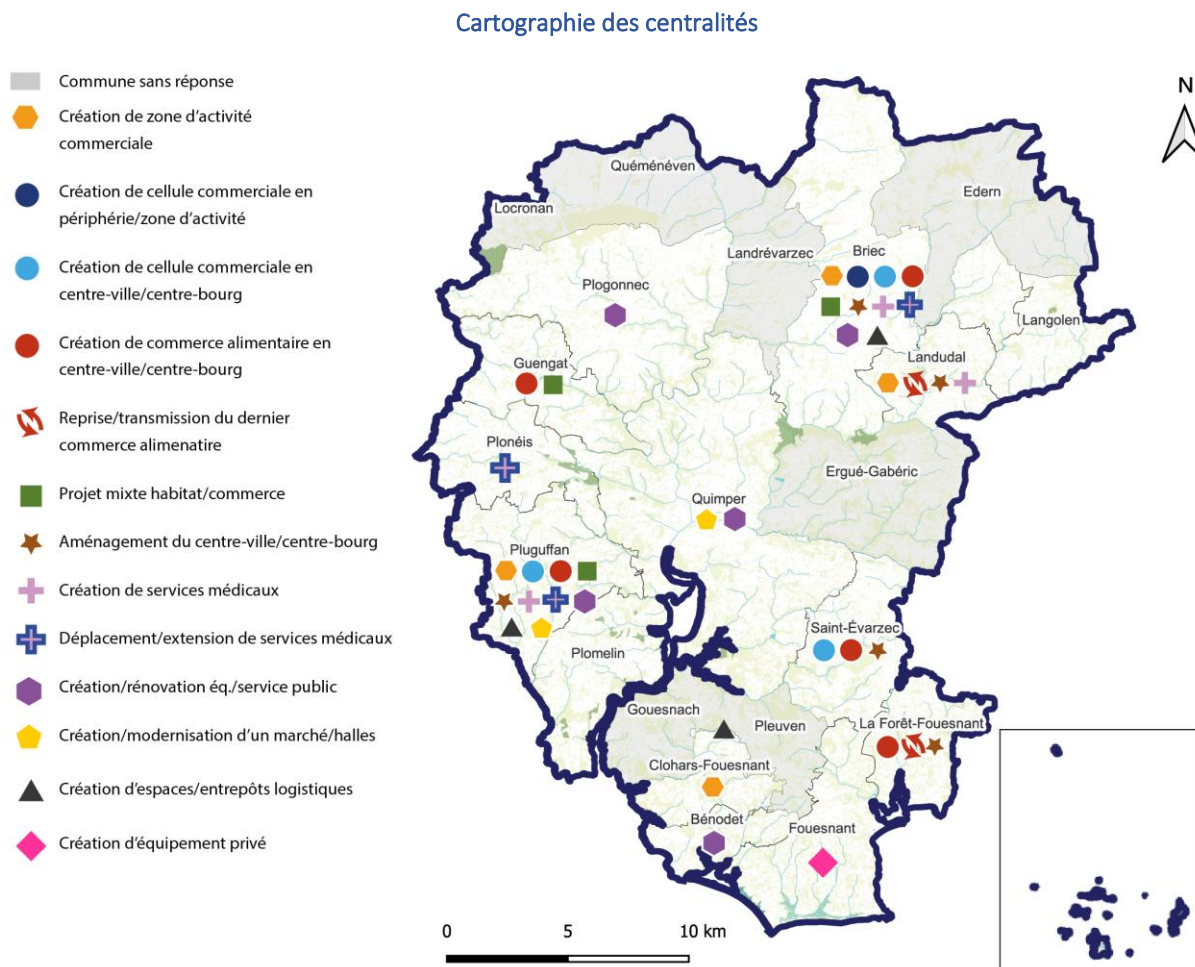 Cartographie des centralités
Commune sans réponse
Création de zone d'activité
commerciale
Création de cellule commerciale en
périphérie/zone d'activité
Création de cellule commerciale en
centre-ville/centre-bourg
Création de commerce alimentaire en
centre-ville/centre-bourg
Reprise/transmission du dernier
commerce alimenatire
Projet mixte habitat/commerce
Aménagement du centre-ville/centre-bourg
Création de services médicaux
Déplacement/extension de services médicaux
Création/rénovation éq./service public
Création/modernisation d'un marché/halles
Création d'espaces/entrepôts logistiques
Création d'équipement privé
N
Quéménéven
Edern
Locronan
Landrévarzec
Briec
Plogonnec
Langolen
Landudal
Guengat
Plonéis
Ergué-Gabéric
Quimper
Pluguffan
Saint-Évarzec
Plomelin
Gouesnach
Pleuven
La Forêt-Fouesnant
Clohars-Fouesnant
Bénodet
Fouesnant
0 5 10 km